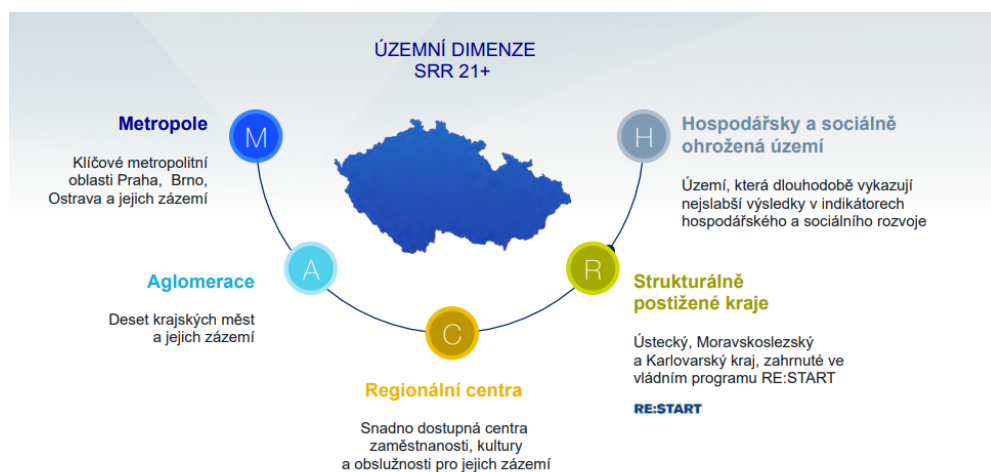 ÚZEMNÍ DIMENZE
SRR 21+
M
Metropole
Klíčové metropolitní
oblasti Praha, Brno,
Ostrava a jejich zázemí
A
Aglomerace
Deset krajských měst
a jejich zázemí
C
Regionální centra
Snadno dostupná centra
zaměstnanosti, kultury
a obslužnosti pro jejich zázemí
R
Strukturálně
postižené kraje
Ústecký, Moravskoslezský
a Karlovarský kraj, zahrnuté ve
vládním programu RE:START
RE:START
H
Hospodářsky a sociálně
ohrožená území
Území, která dlouhodobě vykazují
nejslabší výsledky v indikátorech
hospodářského a sociálního rozvoje